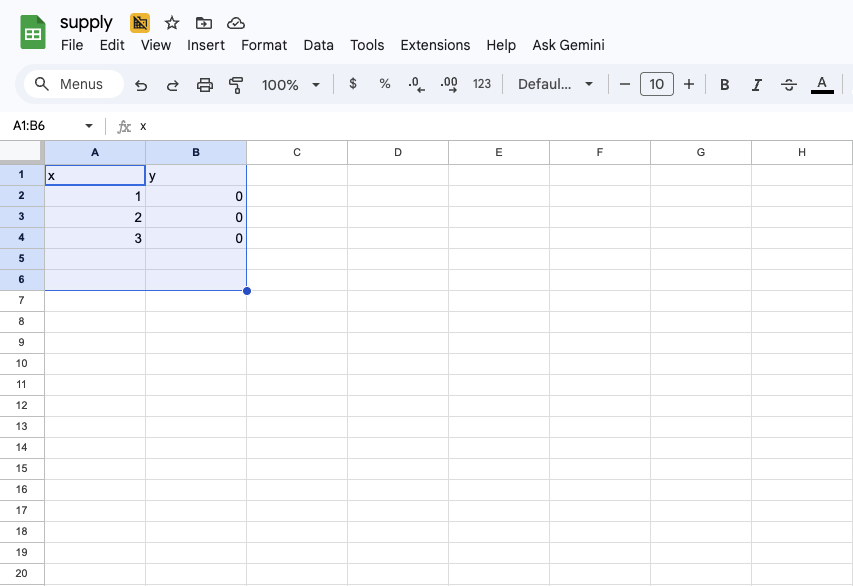 supply
File Edit View Insert Format Data Tools Extensions Help Ask Gemini
Menus 100% $ % .0 .00 123 Defaul... − 10 + B I S A
A1:B6 fx x
A B C D E F G H
1 x y
2 1 0
3 2 0
4 3 0
5
6
7
8
9
10
11
12
13
14
15
16
17
18
19
20